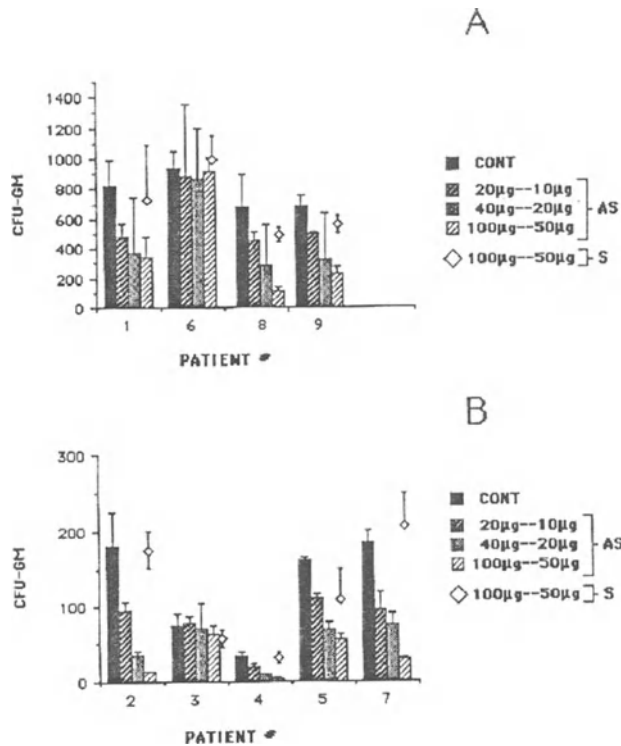 A
CFU-GM
1400
1200
1000
800
600
400
200
0
1 6 8 9
PATIENT #
CONT
20µg--10µg
40µg--20µg
100µg--50µg
AS
100µg--50µg S
B
CFU-GM
300
200
100
0
2 3 4 5 7
PATIENT #
CONT
20µg--10µg
40µg--20µg
100µg--50µg
AS
100µg--50µg S